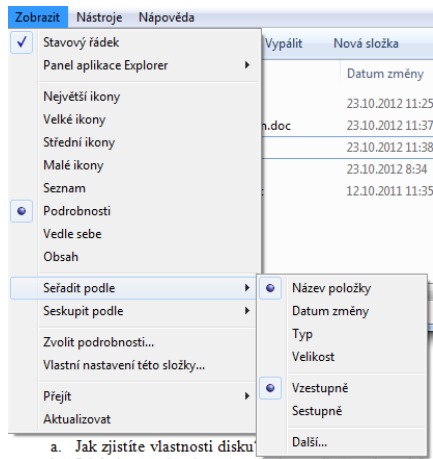 Zobrazit Nástroje Nápověda
Stavový řádek
Panel aplikace Explorer
Největší ikony
Velké ikony
Střední ikony
Malé ikony
Seznam
Podrobnosti
Vedle sebe
Obsah
Seřadit podle
Seskupit podle
Zvolit podrobnosti...
Vlastní nastavení této složky...
Přejít
Aktualizovat
Vypálit Nová složka
Datum změny
23.10.2012 11:25
n.doc 23.10.2012 11:37
23.10.2012 11:38
23.10.2012 8:34
12.10.2011 11:35
Název položky
Datum změny
Typ
Velikost
Vzestupně
Sestupně
Další...
a. Jak zjistíte vlastnosti disku